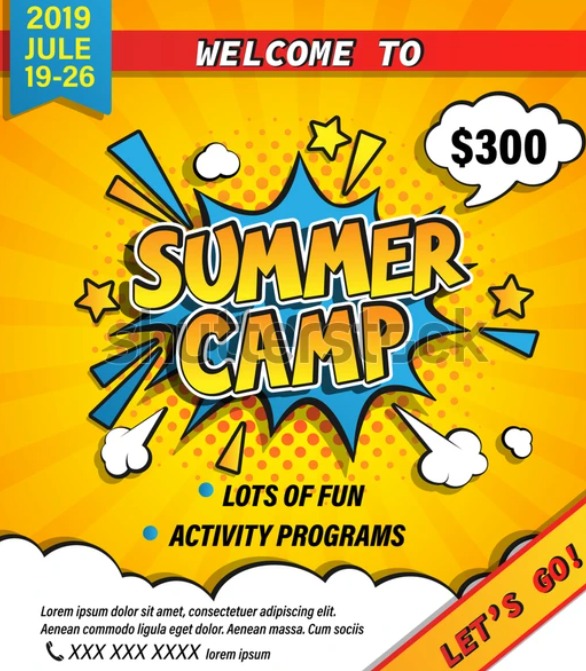 2019
JULE
19-26
WELCOME TO
$300
SUMMER
CAMP
shutterstock
LOTS OF FUN
ACTIVITY PROGRAMS
LET'S GO!
Lorem ipsum dolor sit amet, consectetuer adipiscing elit.
Aenean commodo ligula eget dolor. Aenean massa. Cum sociis
XXX XXX XXXX lorem ipsum